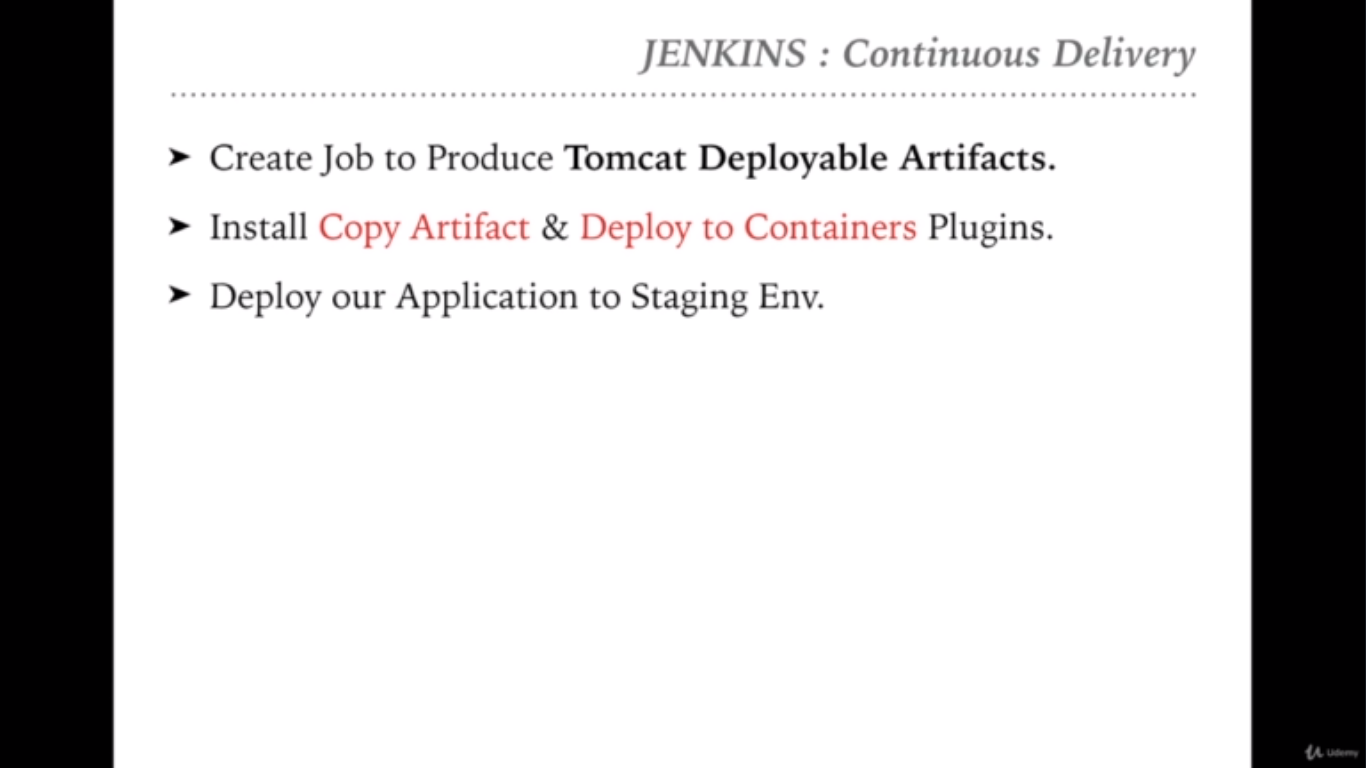 JENKINS : Continuous Delivery
➤ Create Job to Produce Tomcat Deployable Artifacts.
➤ Install Copy Artifact & Deploy to Containers Plugins.
➤ Deploy our Application to Staging Env.
Udemy